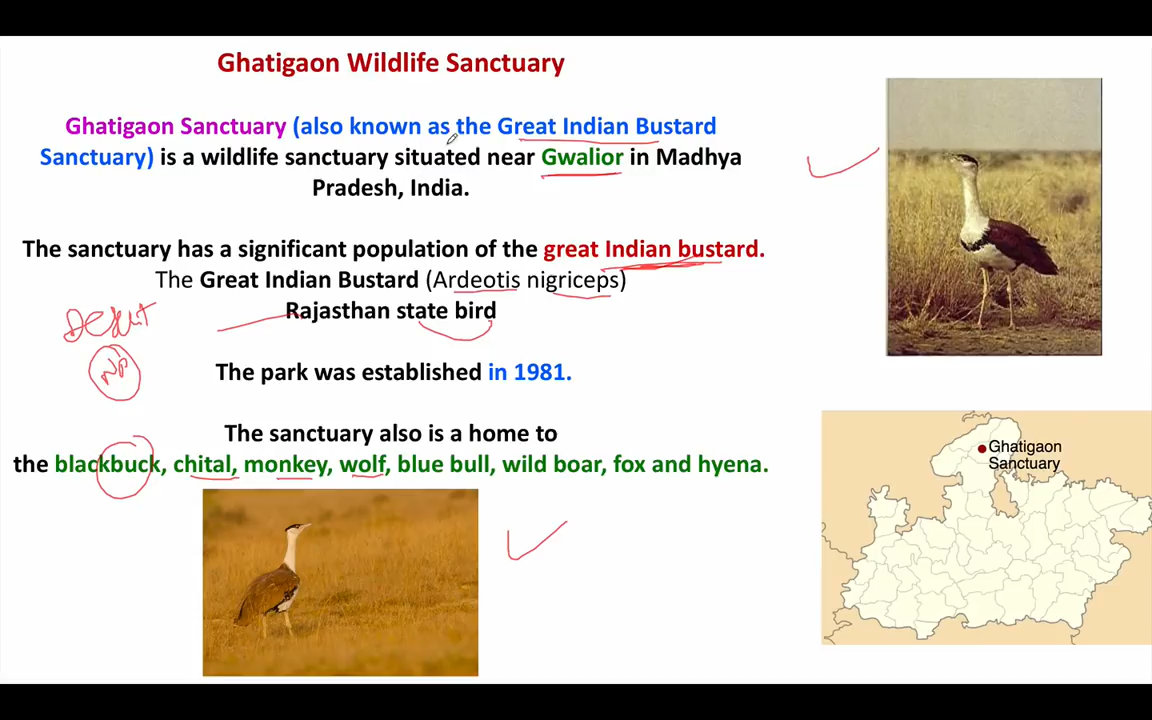 Ghatigaon Wildlife Sanctuary
Ghatigaon Sanctuary (also known as the Great Indian Bustard
Sanctuary) is a wildlife sanctuary situated near Gwalior in Madhya
Pradesh, India.
The sanctuary has a significant population of the great Indian bustard.
The Great Indian Bustard (Ardeotis nigriceps)
Rajasthan state bird
Desert
NP
The park was established in 1981.
The sanctuary also is a home to
the blackbuck, chital, monkey, wolf, blue bull, wild boar, fox and hyena.
Ghatigaon
Sanctuary